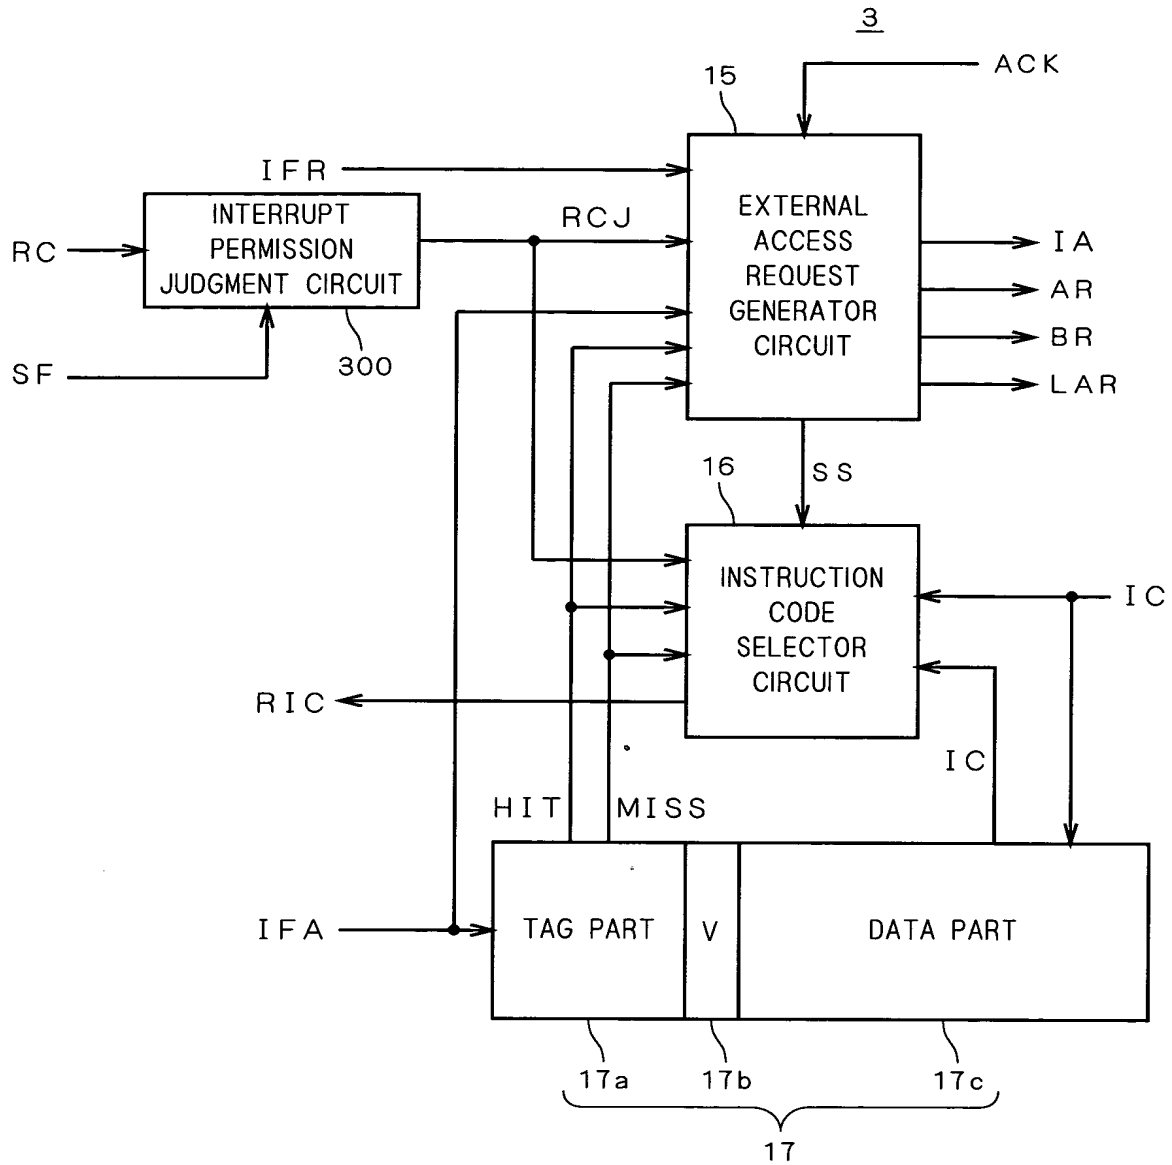 3
ACK
15
IFR
RCJ
INTERRUPT
PERMISSION
JUDGMENT CIRCUIT
RC
EXTERNAL
ACCESS
REQUEST
GENERATOR
CIRCUIT
IA
AR
BR
LAR
300
SF
16
SS
INSTRUCTION
CODE
SELECTOR
CIRCUIT
IC
RIC
IC
HIT
MISS
IFA
TAG PART
V
DATA PART
17a
17b
17c
17